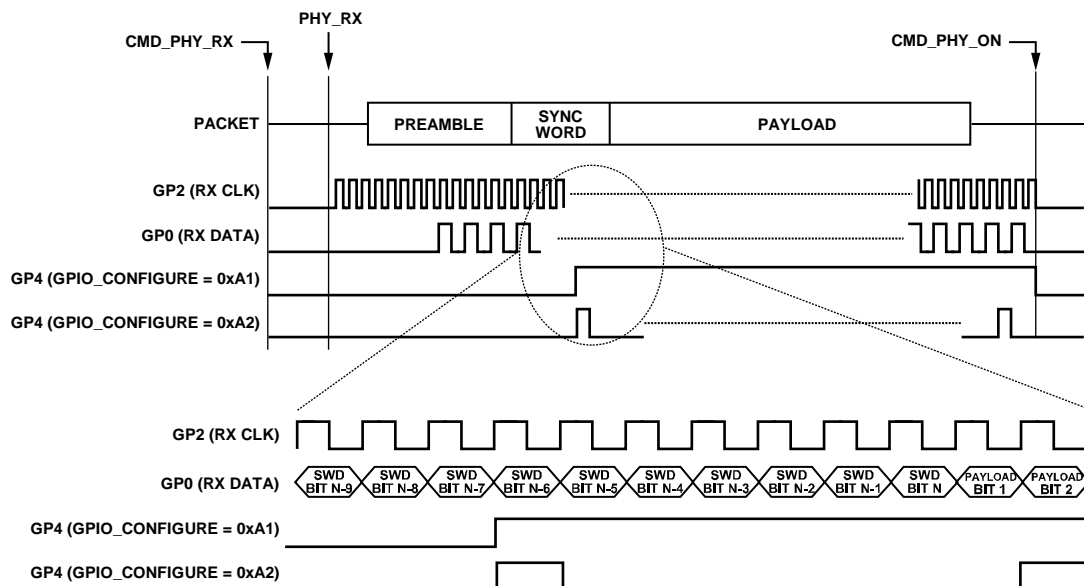 PHY_RX
CMD_PHY_RX
CMD_PHY_ON
PACKET
PREAMBLE
SYNC
WORD
PAYLOAD
GP2 (RX CLK)
GP0 (RX DATA)
GP4 (GPIO_CONFIGURE = 0xA1)
GP4 (GPIO_CONFIGURE = 0xA2)
GP2 (RX CLK)
GP0 (RX DATA)
SWD
BIT N-9
SWD
BIT N-8
SWD
BIT N-7
SWD
BIT N-6
SWD
BIT N-5
SWD
BIT N-4
SWD
BIT N-3
SWD
BIT N-2
SWD
BIT N-1
SWD
BIT N
PAYLOAD
BIT 1
PAYLOAD
BIT 2
GP4 (GPIO_CONFIGURE = 0xA1)
GP4 (GPIO_CONFIGURE = 0xA2)